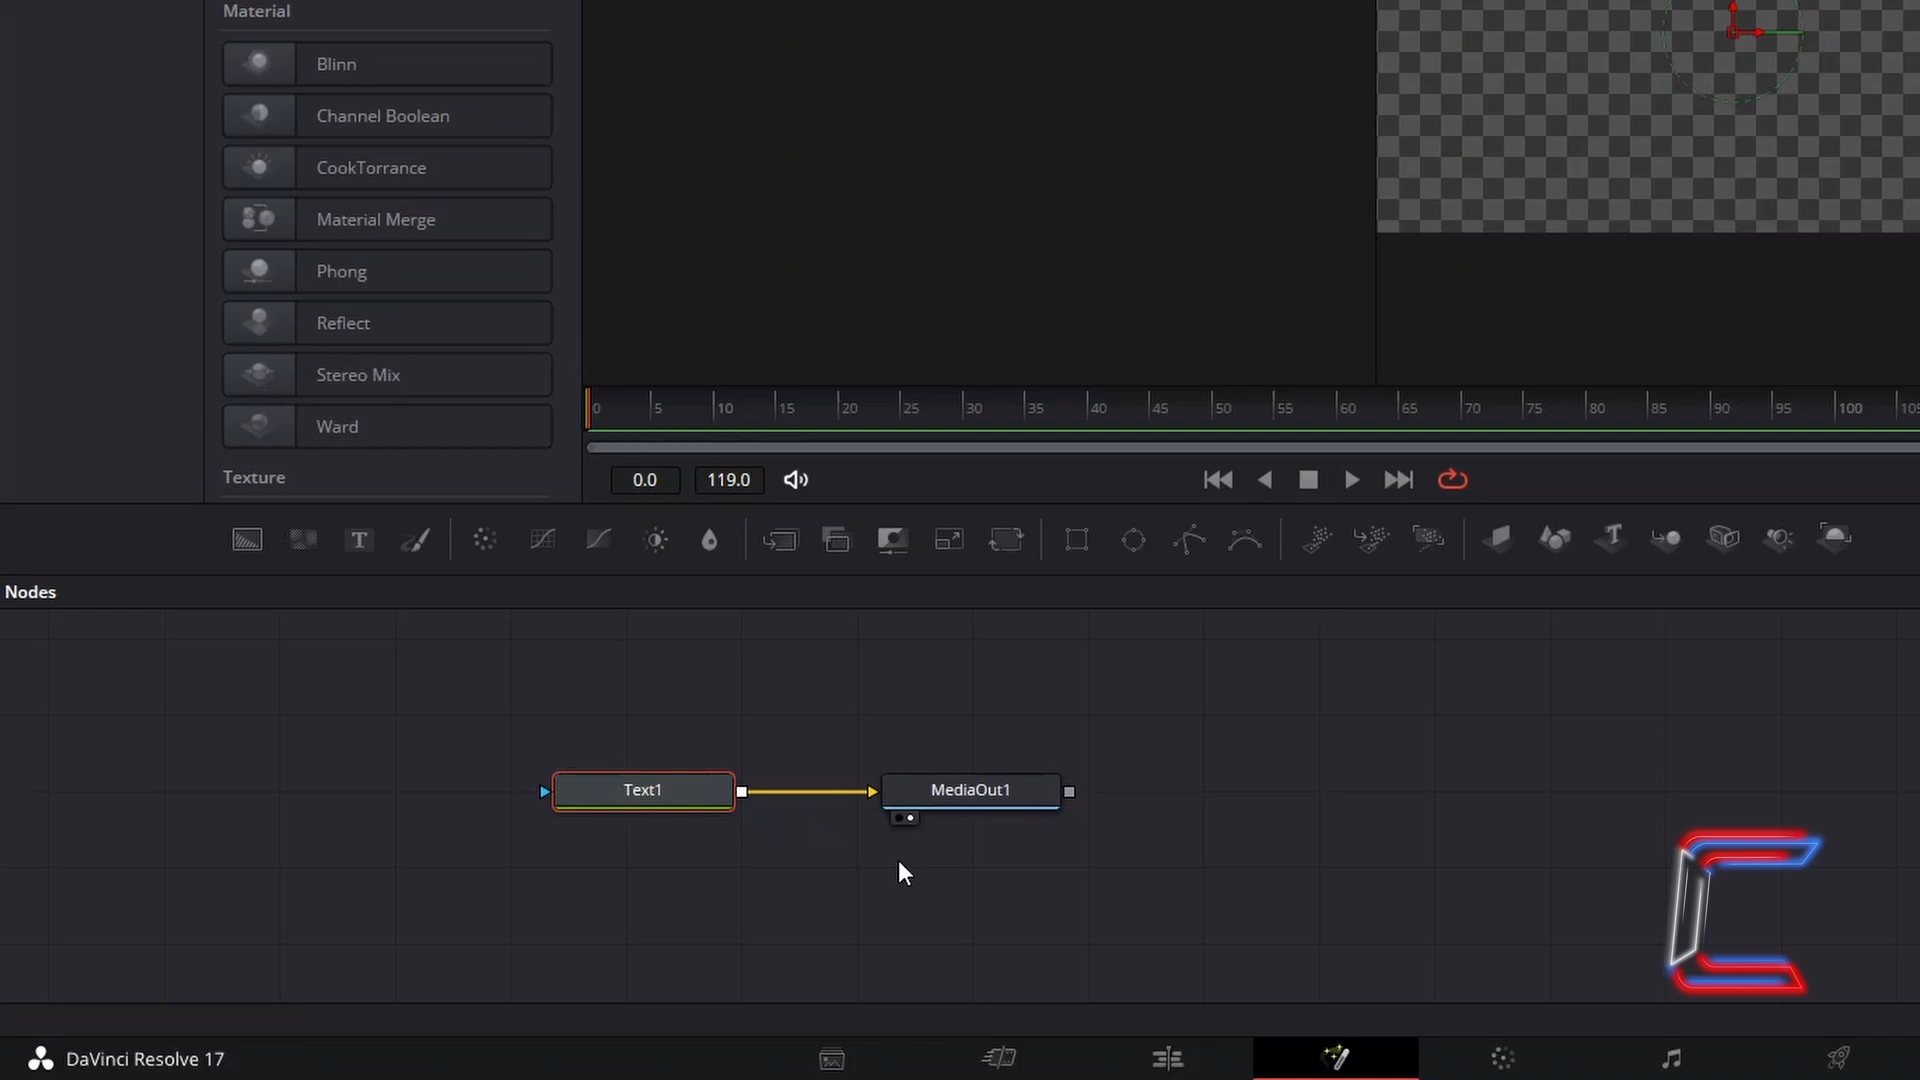 Material
Blinn
Channel Boolean
CookTorrance
Material Merge
Phong
Reflect
Stereo Mix
Ward
Texture
0 5 10 15 20 25 30 35 40 45 50 55 60 65 70 75 80 85 90 95 100 105
0.0 119.0
T
Nodes
Text1 MediaOut1
C
DaVinci Resolve 17